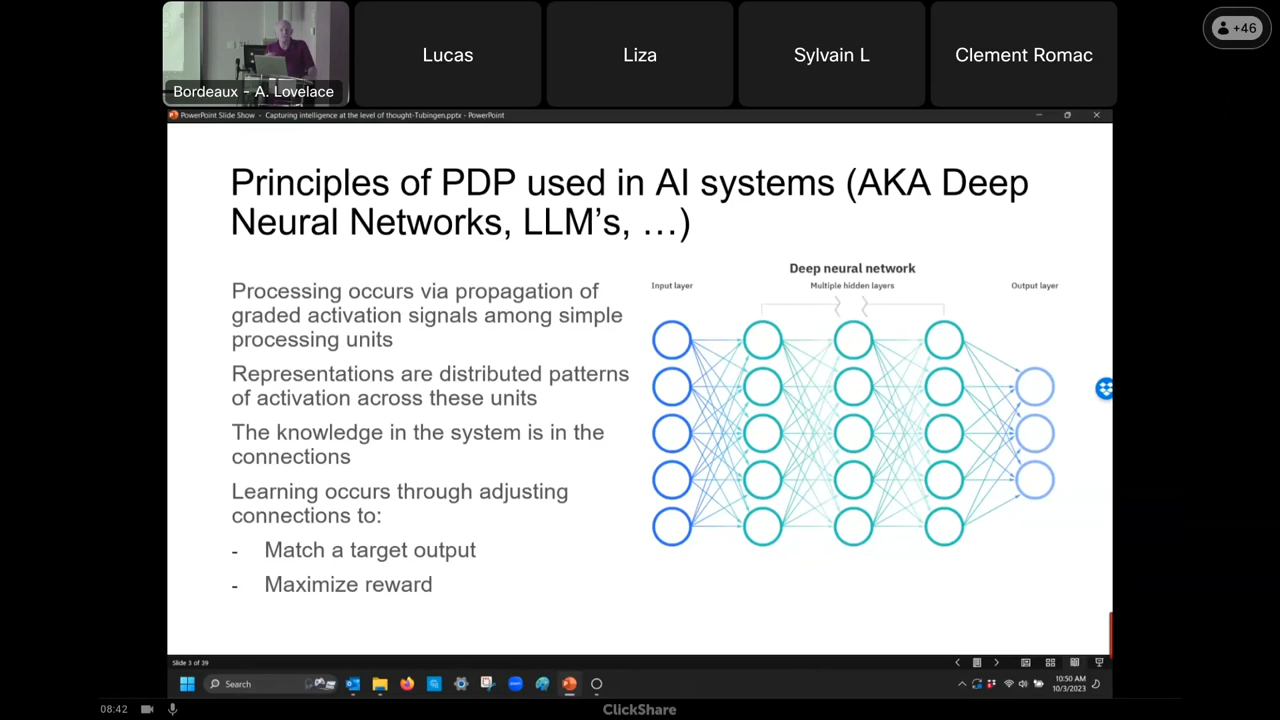 +46
Lucas
Liza
Sylvain L
Clement Romac
Bordeaux - A. Lovelace
PowerPoint Slide Show - Capturing intelligence at the level of thought-Tubingen.pptx - PowerPoint
Principles of PDP used in AI systems (AKA Deep
Neural Networks, LLM's, …)
Processing occurs via propagation of
graded activation signals among simple
processing units
Representations are distributed patterns
of activation across these units
The knowledge in the system is in the
connections
Learning occurs through adjusting
connections to:
- Match a target output
- Maximize reward
Deep neural network
Input layer
Multiple hidden layers
Output layer
Slide 3 of 39
Search
10:50 AM
10/3/2023
08:42
ClickShare